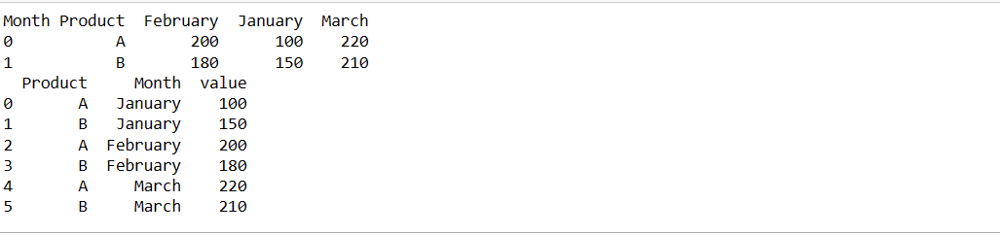 Month Product  February  January  March
0           A       200      100    220
1           B       180      150    210
  Product     Month  value
0       A   January    100
1       B   January    150
2       A  February    200
3       B  February    180
4       A     March    220
5       B     March    210